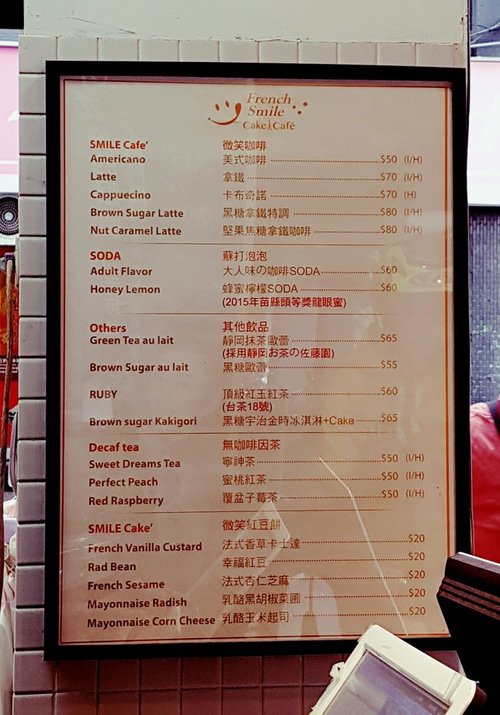 French
Smile
Cake Café
SMILE Cafe' 微笑咖啡
Americano 美式咖啡 $50 (I/H)
Latte 拿鐵 $70 (I/H)
Cappucino 卡布奇諾 $70 (H)
Brown Sugar Latte 黑糖拿鐵特調 $80 (I/H)
Nut Caramel Latte 堅果焦糖拿鐵咖啡 $80 (I/H)
SODA 蘇打泡泡
Adult Flavor 大人味の咖啡SODA $60
Honey Lemon 蜂蜜檸檬SODA $60
(2015年苗縣頭等獎龍眼蜜)
Others 其他飲品
Green Tea au lait 靜岡抹茶歐蕾 $65
(採用靜岡お茶の佐藤園)
Brown Sugar au lait 黑糖歐蕾 $55
RUBY 頂級紅玉紅茶 $60
(台茶18號)
Brown sugar Kakigori 黑糖宇治金時冰淇淋+Cake $65
Decaf tea 無咖啡因茶
Sweet Dreams Tea 寧神茶 $50 (I/H)
Perfect Peach 蜜桃紅茶 $50 (I/H)
Red Raspberry 覆盆子莓茶 $50 (I/H)
SMILE Cake' 微笑紅豆餅
French Vanilla Custard 法式香草卡士達 $20
Rad Bean 幸福紅豆 $20
French Sesame 法式杏仁芝麻 $20
Mayonnaise Radish 乳酪黑胡椒菜圃 $20
Mayonnaise Corn Cheese 乳酪玉米起司 $20